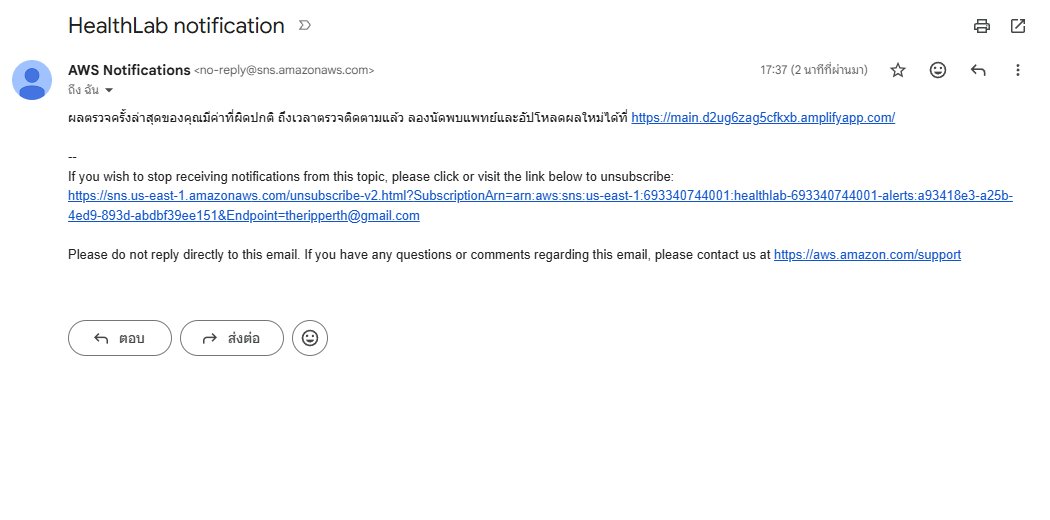 HealthLab notification
AWS Notifications <no-reply@sns.amazonaws.com>
17:37 (2 นาทีที่ผ่านมา)
ถึง ฉัน
ผลตรวจครั้งล่าสุดของคุณมีค่าที่ผิดปกติ ถึงเวลาตรวจติดตามแล้ว ลองนัดพบแพทย์และอัปโหลดผลใหม่ได้ที่ https://main.d2ug6zag5cfkxb.amplifyapp.com/
--
If you wish to stop receiving notifications from this topic, please click or visit the link below to unsubscribe:
https://sns.us-east-1.amazonaws.com/unsubscribe-v2.html?SubscriptionArn=arn:aws:sns:us-east-1:693340744001:healthlab-693340744001-alerts:a93418e3-a25b-
4ed9-893d-abdbf39ee151&Endpoint=theripperth@gmail.com
Please do not reply directly to this email. If you have any questions or comments regarding this email, please contact us at https://aws.amazon.com/support
ตอบ
ส่งต่อ